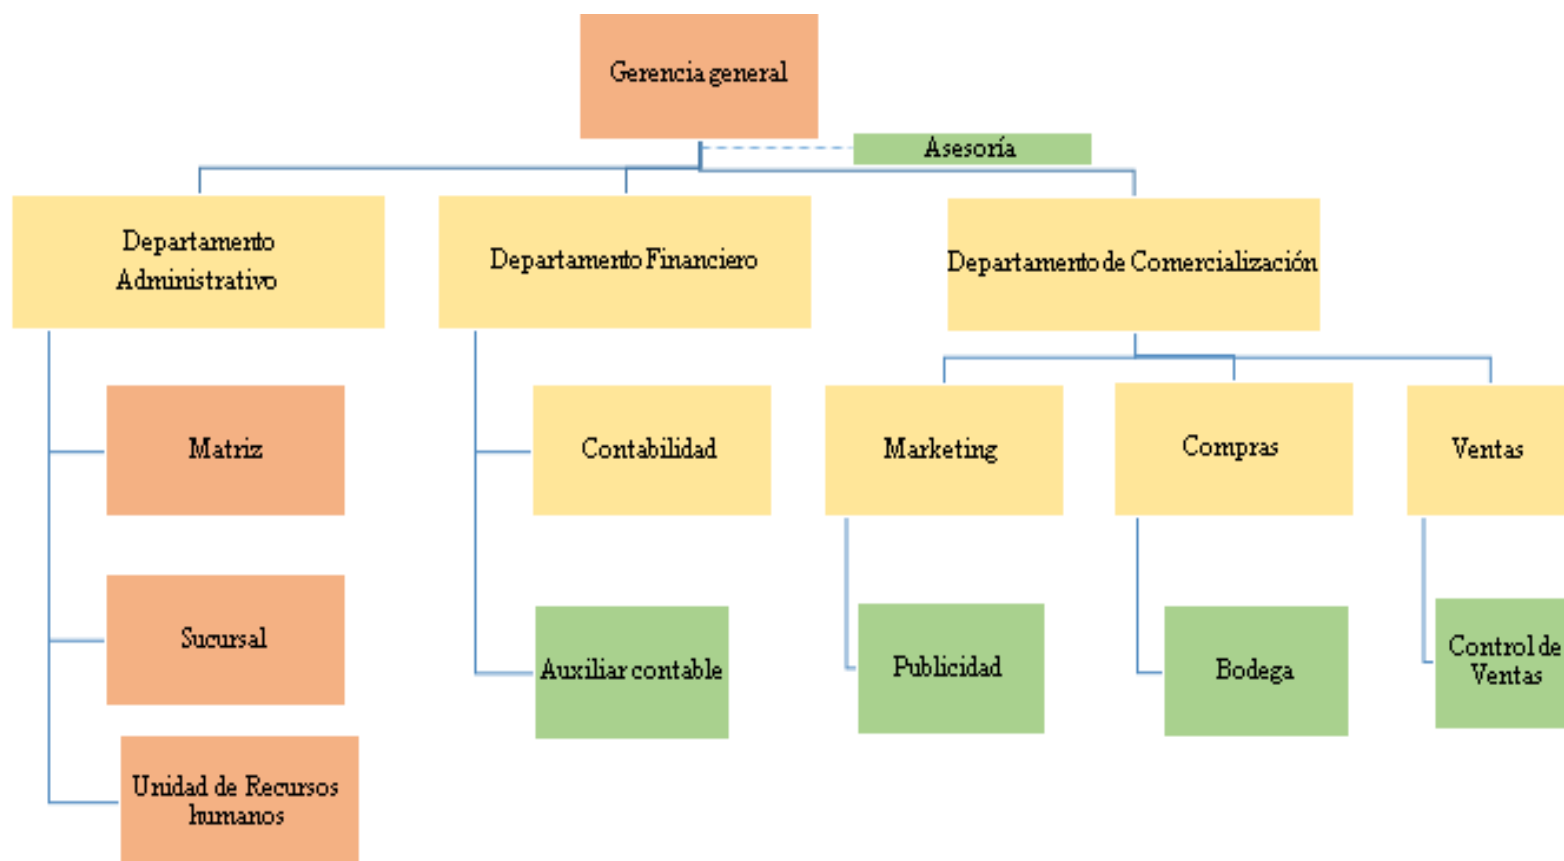 Gerencia general
Asesoría
Departamento
Administrativo
Departamento Financiero
Departamento de Comercialización
Matriz
Contabilidad
Marketing
Compras
Ventas
Sucursal
Auxiliar contable
Publicidad
Bodega
Control de
Ventas
Unidad de Recursos
humanos